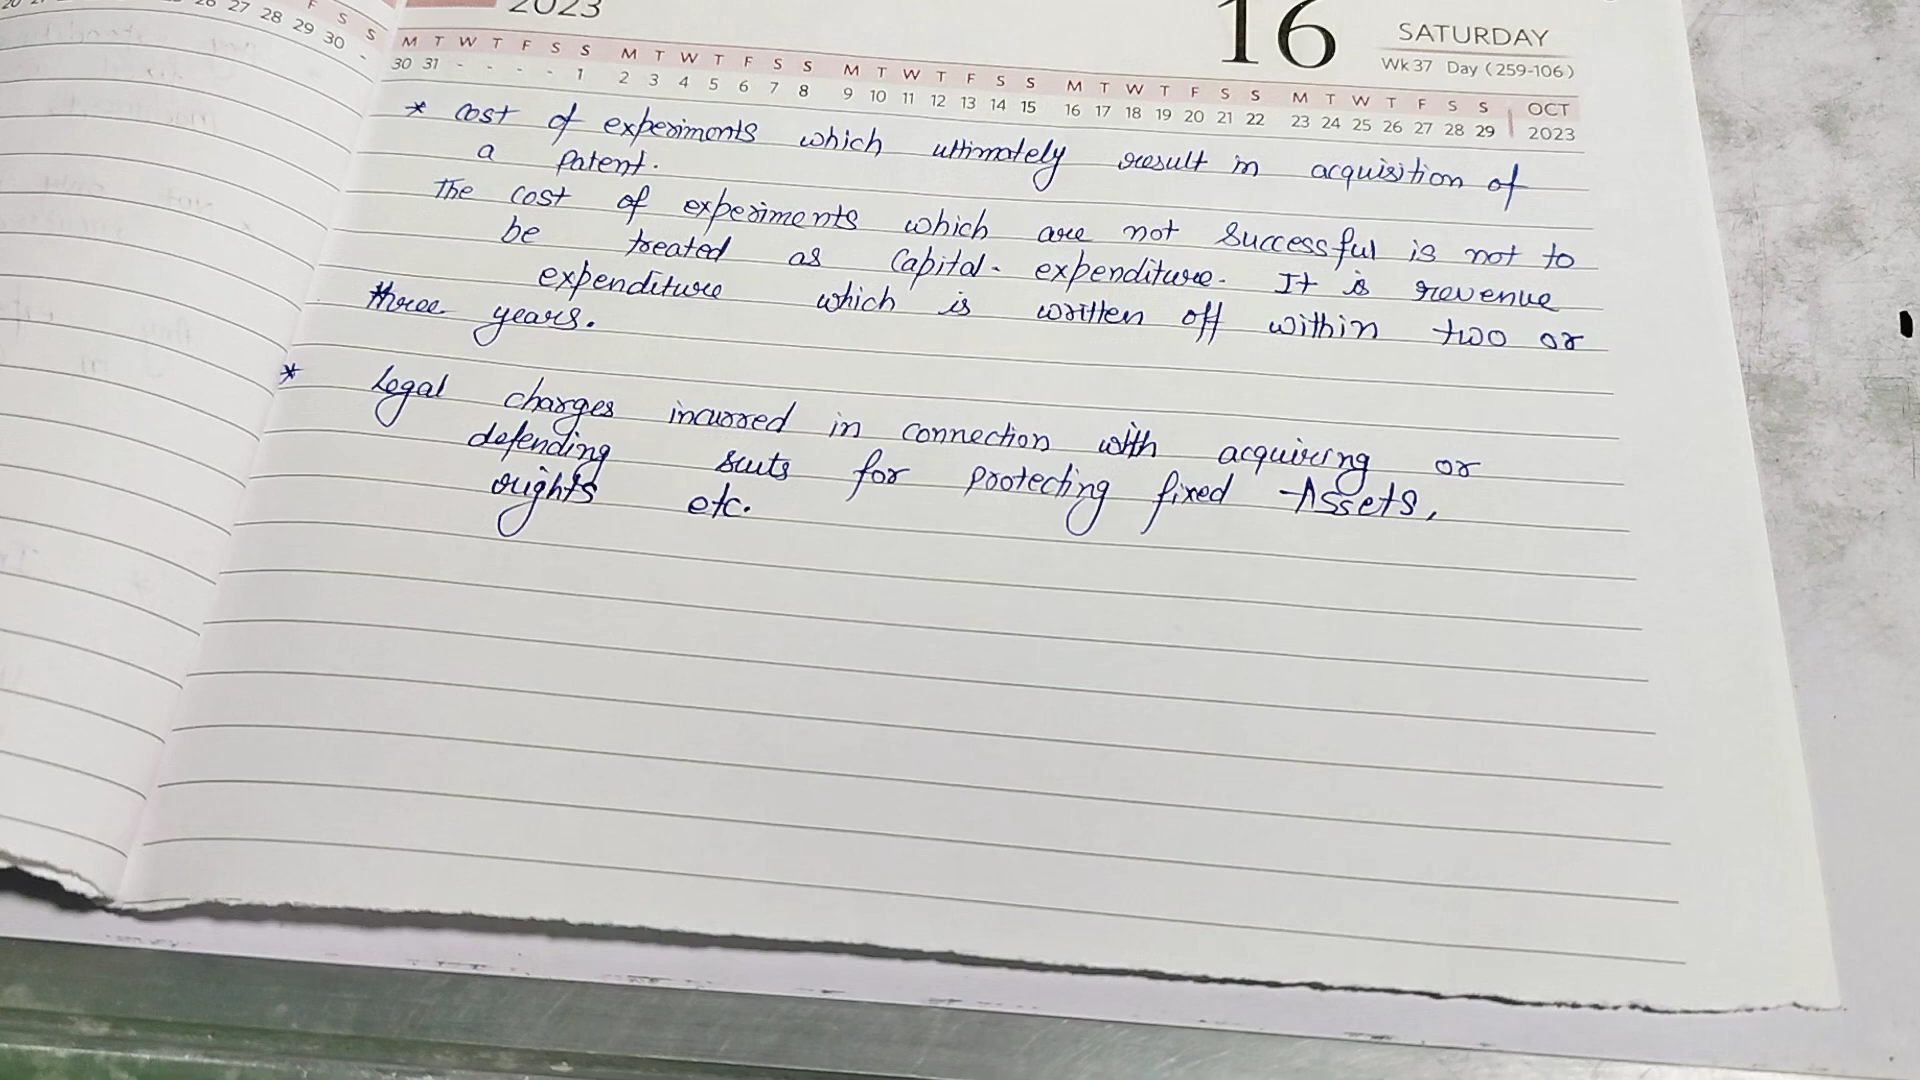 2023
16
SATURDAY
Wk 37 Day (259-106)
M T W T F S S M T W T F S S M T W T F S S M T W T F S S M T W T F S S OCT
30 31 - - - - 1 2 3 4 5 6 7 8 9 10 11 12 13 14 15 16 17 18 19 20 21 22 23 24 25 26 27 28 29 2023
F S S
27 28 29 30 -
* Cost of experiments which ultimately result in acquisition of
a Patent.
The cost of experiments which are not successful is not to
be treated as Capital. expenditure. It is revenue
expenditure which is written off within two or
three years.
* Legal charges incurred in connection with acquiring or
defending suits for protecting fixed Assets,
rights etc.